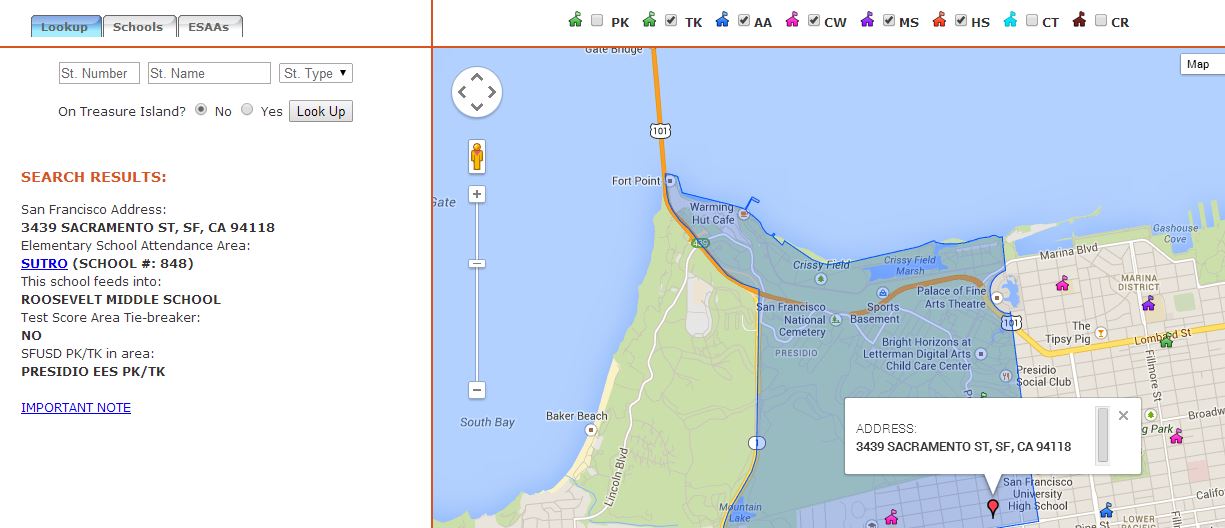 Lookup Schools ESAAs
PK TK AA CW MS HS CT CR
St. Number St. Name St. Type
On Treasure Island? No Yes Look Up
SEARCH RESULTS:
San Francisco Address:
3439 SACRAMENTO ST, SF, CA 94118
Elementary School Attendance Area:
SUTRO (SCHOOL #: 848)
This school feeds into:
ROOSEVELT MIDDLE SCHOOL
Test Score Area Tie-breaker:
NO
SFUSD PK/TK in area:
PRESIDIO EES PK/TK
IMPORTANT NOTE
Gate Bridge
Map
101
Fort Point
Gate
Warming
Hut Cafe
439
Crissy Field
Crissy Field
Marsh
Gashouse
Cove
Marina Blvd
MARINA
DISTRICT
Palace of Fine
Arts Theatre
San Francisco
National
Cemetery
Sports
Basement
101
The
Tipsy Pig
Lombard St
PRESIDIO
Bright Horizons at
Letterman Digital Arts
Child Care Center
Fillmore St
Presidio
Social Club
Baker Beach
South Bay
Broadw
g Park
ADDRESS:
3439 SACRAMENTO ST, SF, CA 94118
1
Lincoln Blvd
San Francisco
University
High School
Mountain
Lake
Califo
Pine St
LOWER
PACIFIC